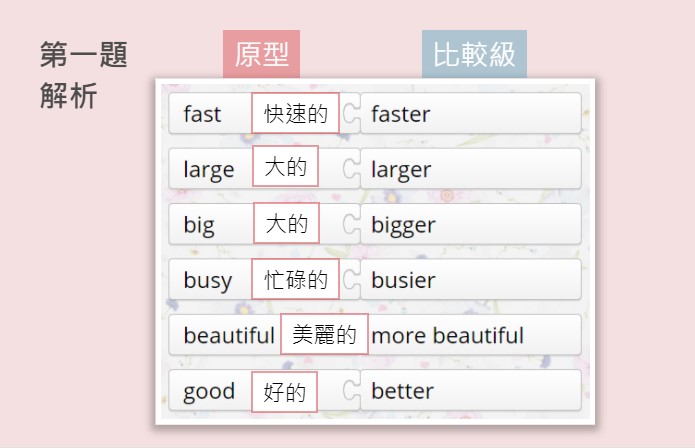 第一題
解析
原型 比較級
fast 快速的 faster
large 大的 larger
big 大的 bigger
busy 忙碌的 busier
beautiful 美麗的 more beautiful
good 好的 better